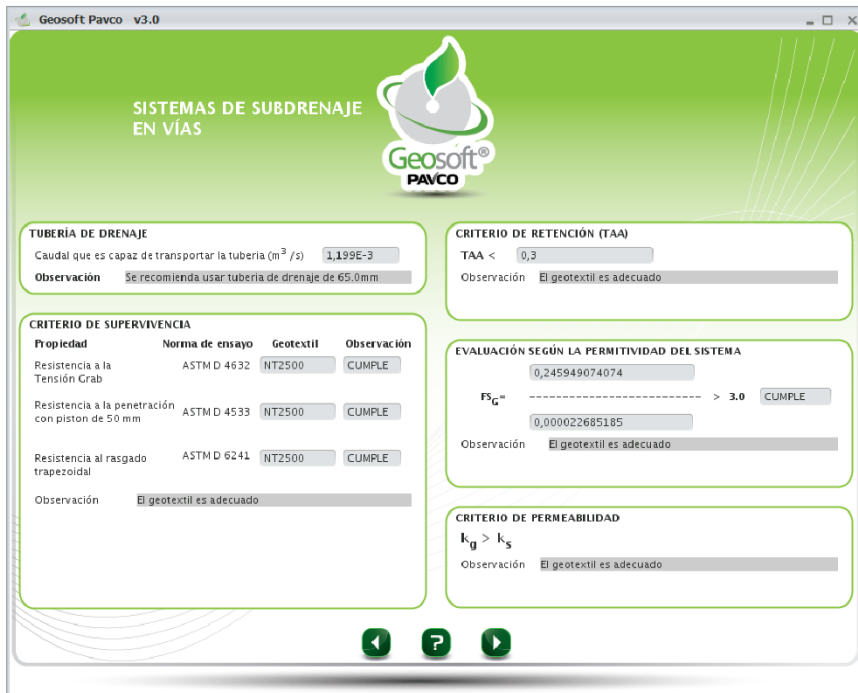 Geosoft Pavco v3.0
SISTEMAS DE SUBDRENAJE
EN VÍAS
Geosoft®
PAVCO
TUBERÍA DE DRENAJE
Caudal que es capaz de transportar la tuberia (m³ /s) 1,199E-3
Observación Se recomienda usar tuberia de drenaje de 65.0mm
CRITERIO DE SUPERVIVENCIA
Propiedad Norma de ensayo Geotextil Observación
Resistencia a la
Tensión Grab ASTM D 4632 NT2500 CUMPLE
Resistencia a la penetración
con piston de 50 mm ASTM D 4533 NT2500 CUMPLE
Resistencia al rasgado
trapezoidal ASTM D 6241 NT2500 CUMPLE
Observación El geotextil es adecuado
CRITERIO DE RETENCIÓN (TAA)
TAA < 0,3
Observación El geotextil es adecuado
EVALUACIÓN SEGÚN LA PERMITIVIDAD DEL SISTEMA
0,245949074074
FS_G= -------------------------- > 3.0 CUMPLE
0,000022685185
Observación El geotextil es adecuado
CRITERIO DE PERMEABILIDAD
k_g > k_s
Observación El geotextil es adecuado
?